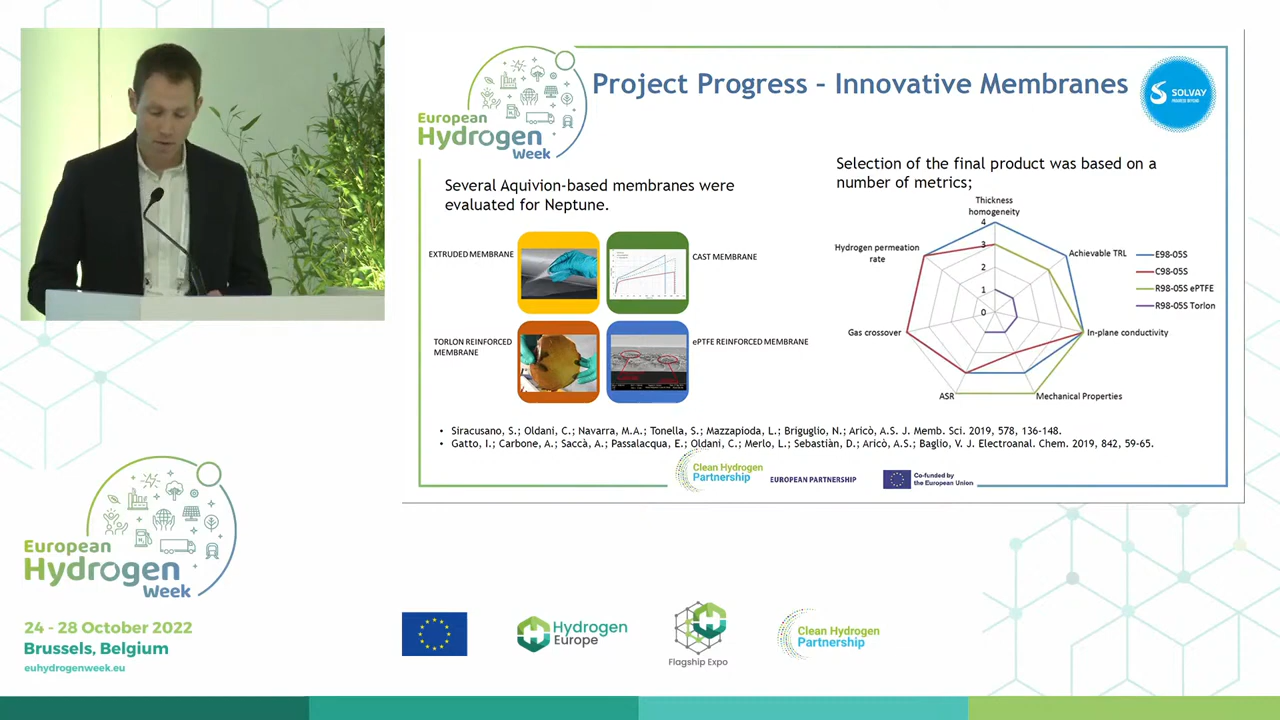 European
Hydrogen
Week
Project Progress – Innovative Membranes
SOLVAY
Several Aquivion-based membranes were
evaluated for Neptune.
EXTRUDED MEMBRANE
CAST MEMBRANE
TORLON REINFORCED
MEMBRANE
ePTFE REINFORCED MEMBRANE
Selection of the final product was based on a
number of metrics;
Thickness
homogeneity
Hydrogen permeation
rate
Achievable TRL
Gas crossover
In-plane conductivity
ASR
Mechanical Properties
4
3
2
1
0
E98-05S
C98-05S
R98-05S ePTFE
R98-05S Torlon
• Siracusano, S.; Oldani, C.; Navarra, M.A.; Tonella, S.; Mazzapioda, L.; Briguglio, N.; Aricò, A.S. J. Memb. Sci. 2019, 578, 136-148.
• Gatto, I.; Carbone, A.; Saccà, A.; Passalacqua, E.; Oldani, C.; Merlo, L.; Sebastiàn, D.; Aricò, A.S.; Baglio, V. J. Electroanal. Chem. 2019, 842, 59-65.
Clean Hydrogen
Partnership
EUROPEAN PARTNERSHIP
Co-funded by
the European Union
European
Hydrogen
Week
24 - 28 October 2022
Brussels, Belgium
euhydrogenweek.eu
Hydrogen
Europe
Flagship Expo
Clean Hydrogen
Partnership